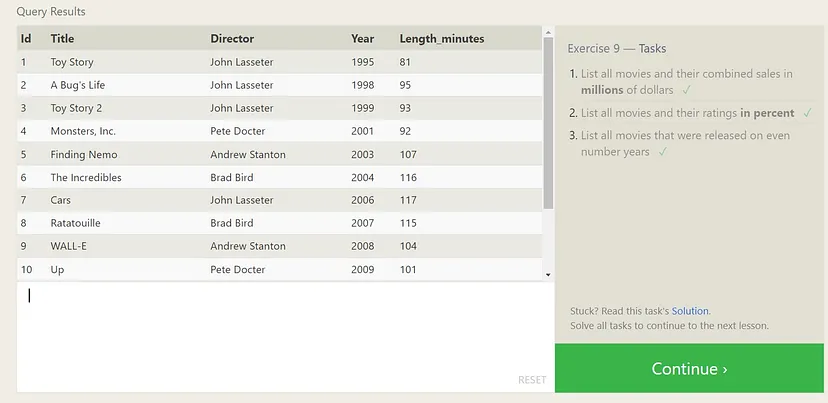 Query Results
Id Title Director Year Length_minutes
1 Toy Story John Lasseter 1995 81
2 A Bug's Life John Lasseter 1998 95
3 Toy Story 2 John Lasseter 1999 93
4 Monsters, Inc. Pete Docter 2001 92
5 Finding Nemo Andrew Stanton 2003 107
6 The Incredibles Brad Bird 2004 116
7 Cars John Lasseter 2006 117
8 Ratatouille Brad Bird 2007 115
9 WALL-E Andrew Stanton 2008 104
10 Up Pete Docter 2009 101
RESET
Exercise 9 — Tasks
1. List all movies and their combined sales in
millions of dollars ✓
2. List all movies and their ratings in percent ✓
3. List all movies that were released on even
number years ✓
Stuck? Read this task's Solution.
Solve all tasks to continue to the next lesson.
Continue ›